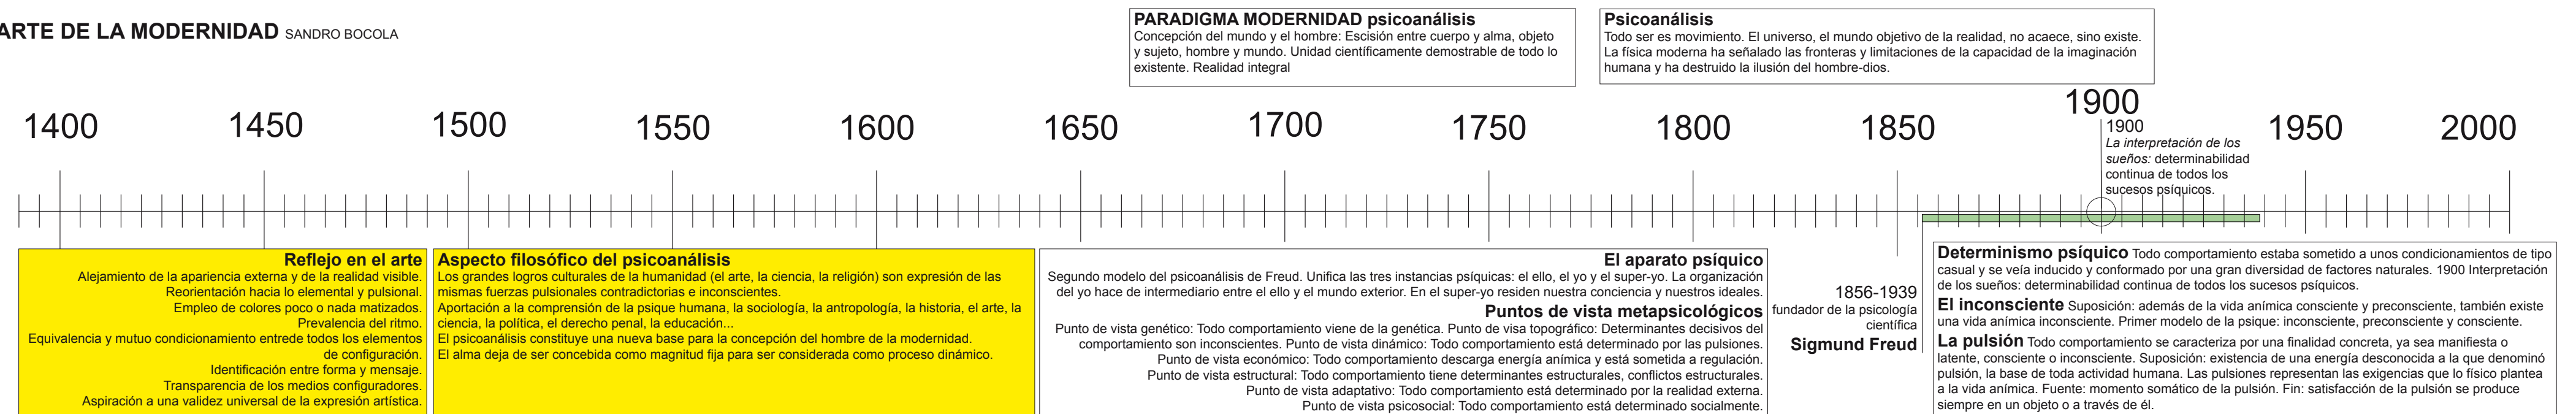 ARTE DE LA MODERNIDAD SANDRO BOCOLA
PARADIGMA MODERNIDAD psicoanálisis
Concepción del mundo y el hombre: Escisión entre cuerpo y alma, objeto
y sujeto, hombre y mundo. Unidad científicamente demostrable de todo lo
existente. Realidad integral
Psicoanálisis
Todo ser es movimiento. El universo, el mundo objetivo de la realidad, no acaece, sino existe.
La física moderna ha señalado las fronteras y limitaciones de la capacidad de la imaginación
humana y ha destruido la ilusión del hombre-dios.
1400 1450 1500 1550 1600 1650 1700 1750 1800 1850 1900 1950 2000
1900
La interpretación de los
sueños: determinabilidad
continua de todos los
sucesos psíquicos.
Reflejo en el arte
Alejamiento de la apariencia externa y de la realidad visible.
Reorientación hacia lo elemental y pulsional.
Empleo de colores poco o nada matizados.
Prevalencia del ritmo.
Equivalencia y mutuo condicionamiento entrede todos los elementos
de configuración.
Identificación entre forma y mensaje.
Transparencia de los medios configuradores.
Aspiración a una validez universal de la expresión artística.
Aspecto filosófico del psicoanálisis
Los grandes logros culturales de la humanidad (el arte, la ciencia, la religión) son expresión de las
mismas fuerzas pulsionales contradictorias e inconscientes.
Aportación a la comprensión de la psique humana, la sociología, la antropología, la historia, el arte, la
ciencia, la política, el derecho penal, la educación...
El psicoanálisis constituye una nueva base para la concepción del hombre de la modernidad.
El alma deja de ser concebida como magnitud fija para ser considerada como proceso dinámico.
El aparato psíquico
Segundo modelo del psicoanálisis de Freud. Unifica las tres instancias psíquicas: el ello, el yo y el super-yo. La organización
del yo hace de intermediario entre el ello y el mundo exterior. En el super-yo residen nuestra conciencia y nuestros ideales.
Puntos de vista metapsicológicos
Punto de vista genético: Todo comportamiento viene de la genética. Punto de visa topográfico: Determinantes decisivos del
comportamiento son inconscientes. Punto de vista dinámico: Todo comportamiento está determinado por las pulsiones.
Punto de vista económico: Todo comportamiento descarga energía anímica y está sometida a regulación.
Punto de vista estructural: Todo comportamiento tiene determinantes estructurales, conflictos estructurales.
Punto de vista adaptativo: Todo comportamiento está determinado por la realidad externa.
Punto de vista psicosocial: Todo comportamiento está determinado socialmente.
1856-1939
fundador de la psicología
científica
Sigmund Freud
Determinismo psíquico Todo comportamiento estaba sometido a unos condicionamientos de tipo
casual y se veía inducido y conformado por una gran diversidad de factores naturales. 1900 Interpretación
de los sueños: determinabilidad continua de todos los sucesos psíquicos.
El inconsciente Suposición: además de la vida anímica consciente y preconsciente, también existe
una vida anímica inconsciente. Primer modelo de la psique: inconsciente, preconsciente y consciente.
La pulsión Todo comportamiento se caracteriza por una finalidad concreta, ya sea manifiesta o
latente, consciente o inconsciente. Suposición: existencia de una energía desconocida a la que denominó
pulsión, la base de toda actividad humana. Las pulsiones representan las exigencias que lo físico plantea
a la vida anímica. Fuente: momento somático de la pulsión. Fin: satisfacción de la pulsión se produce
siempre en un objeto o a través de él.